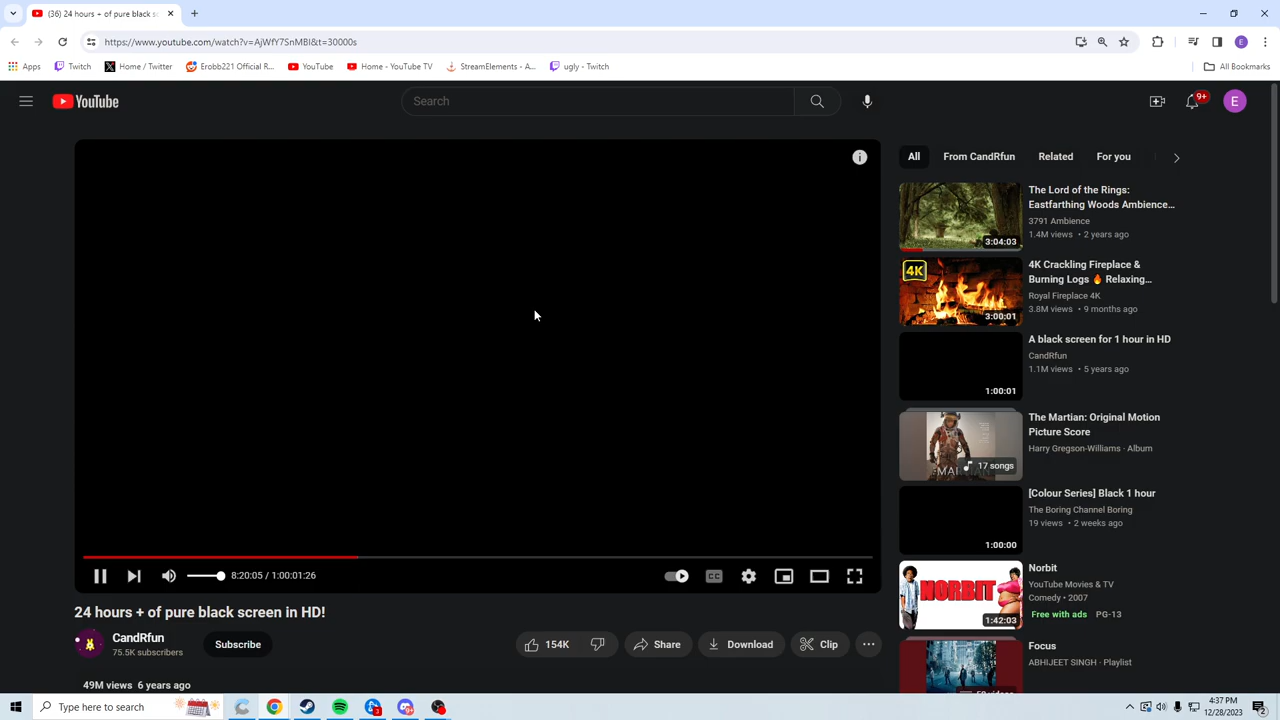 (36) 24 hours + of pure black s
https://www.youtube.com/watch?v=AjWfY7SnMBI&t=30000s
Apps Twitch Home / Twitter Erobb221 Official R... YouTube Home - YouTube TV StreamElements - A... ugly - Twitch All Bookmarks
YouTube
Search
9+
E
All From CandRfun Related For you
The Lord of the Rings:
Eastfarthing Woods Ambience...
3791 Ambience
1.4M views • 2 years ago
3:04:03
4K
4K Crackling Fireplace &
Burning Logs 🔥 Relaxing...
Royal Fireplace 4K
3.8M views • 9 months ago
3:00:01
A black screen for 1 hour in HD
CandRfun
1.1M views • 5 years ago
1:00:01
The Martian: Original Motion
Picture Score
Harry Gregson-Williams · Album
17 songs
[Colour Series] Black 1 hour
The Boring Channel Boring
19 views • 2 weeks ago
1:00:00
Norbit
YouTube Movies & TV
Comedy • 2007
Free with ads PG-13
NORBIT
1:42:03
Focus
ABHIJEET SINGH · Playlist
8:20:05 / 1:00:01:26
CC
24 hours + of pure black screen in HD!
CandRfun
75.5K subscribers
Subscribe
154K
Share
Download
Clip
49M views 6 years ago
Type here to search
4:37 PM
12/28/2023
2